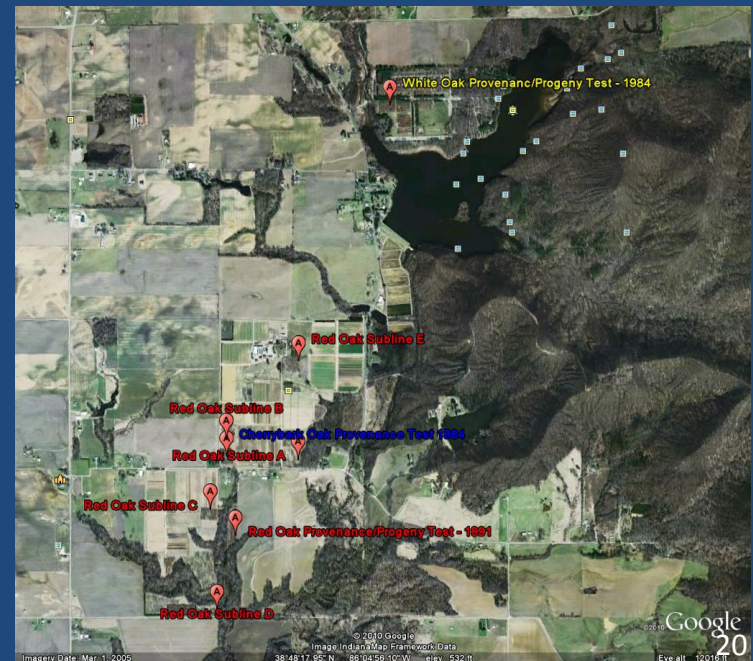 White Oak Provenanc/Progeny Test - 1984
Red Oak Subline E
Red Oak Subline B
Cherrybark Oak Provenance Test 1984
Red Oak Subline A
Red Oak Subline C
Red Oak Provenance/Progeny Test - 1991
Red Oak Subline D
© 2010 Google
Image IndianaMap Framework Data
©2010 Google
20
Imagery Date: Mar 1, 2005 38°48'17.95" N 86°04'56.10" W elev 532 ft Eye alt 12016 ft